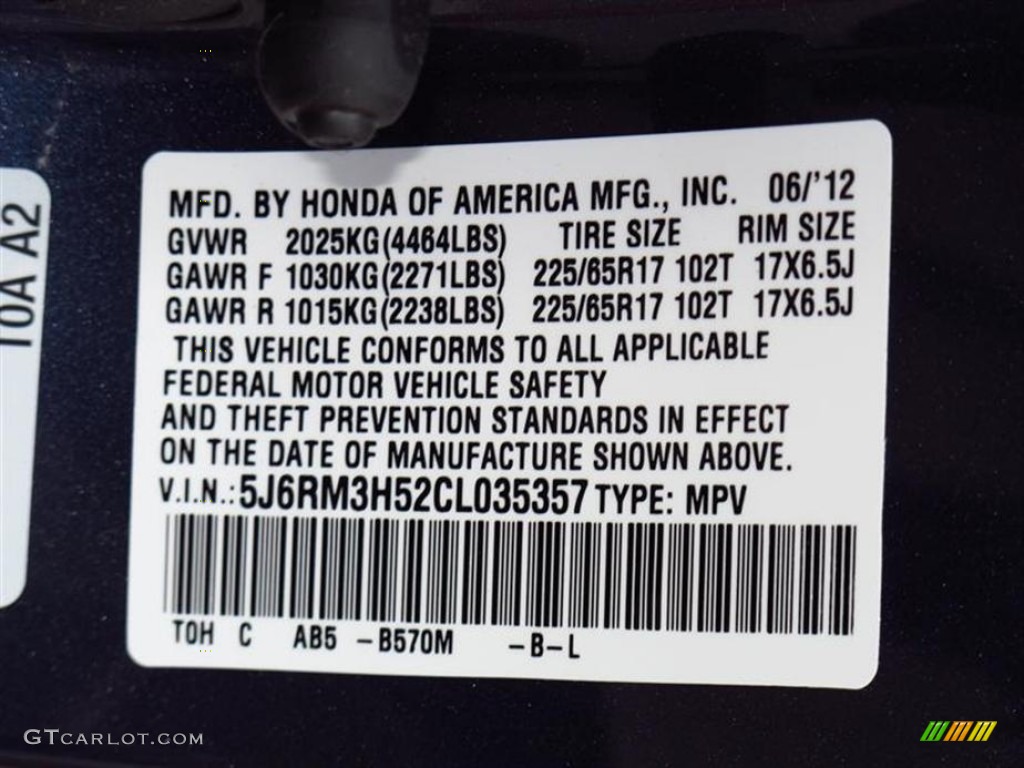 MFD. BY HONDA OF AMERICA MFG., INC. 06/'12
GVWR 2025KG(4464LBS) TIRE SIZE RIM SIZE
GAWR F 1030KG(2271LBS) 225/65R17 102T 17X6.5J
GAWR R 1015KG(2238LBS) 225/65R17 102T 17X6.5J
THIS VEHICLE CONFORMS TO ALL APPLICABLE
FEDERAL MOTOR VEHICLE SAFETY
AND THEFT PREVENTION STANDARDS IN EFFECT
ON THE DATE OF MANUFACTURE SHOWN ABOVE.
V.I.N.: 5J6RM3H52CL035357 TYPE: MPV
T0H C AB5 -B570M -B-L
T0A A2
GTCARLOT.COM